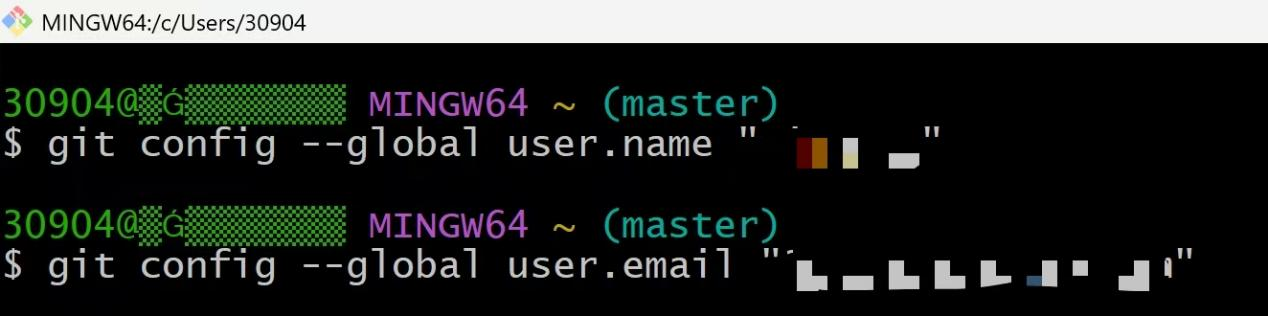 MINGW64:/c/Users/30904
30904@ MINGW64 ~ (master)
$ git config --global user.name " "
30904@ MINGW64 ~ (master)
$ git config --global user.email " "